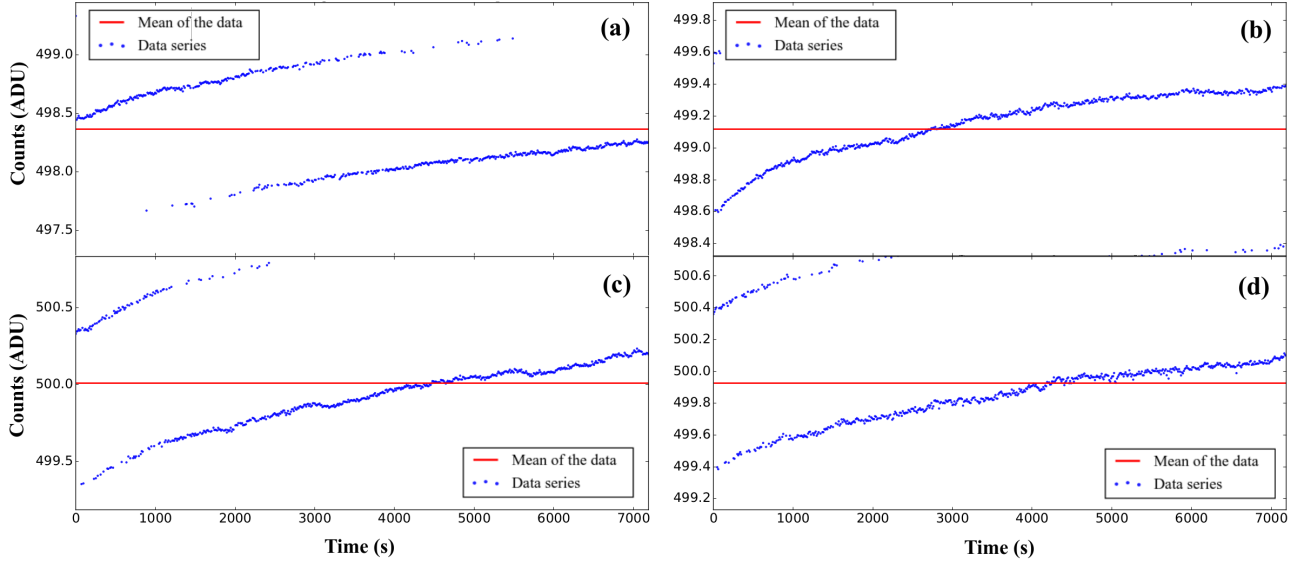 Mean of the data
Data series
(a)
499.0
498.5
498.0
497.5
Counts (ADU)
Mean of the data
Data series
(b)
499.8
499.6
499.4
499.2
499.0
498.8
498.6
498.4
(c)
500.5
500.0
499.5
Counts (ADU)
Mean of the data
Data series
0 1000 2000 3000 4000 5000 6000 7000
Time (s)
(d)
500.6
500.4
500.2
500.0
499.8
499.6
499.4
499.2
Mean of the data
Data series
0 1000 2000 3000 4000 5000 6000 7000
Time (s)